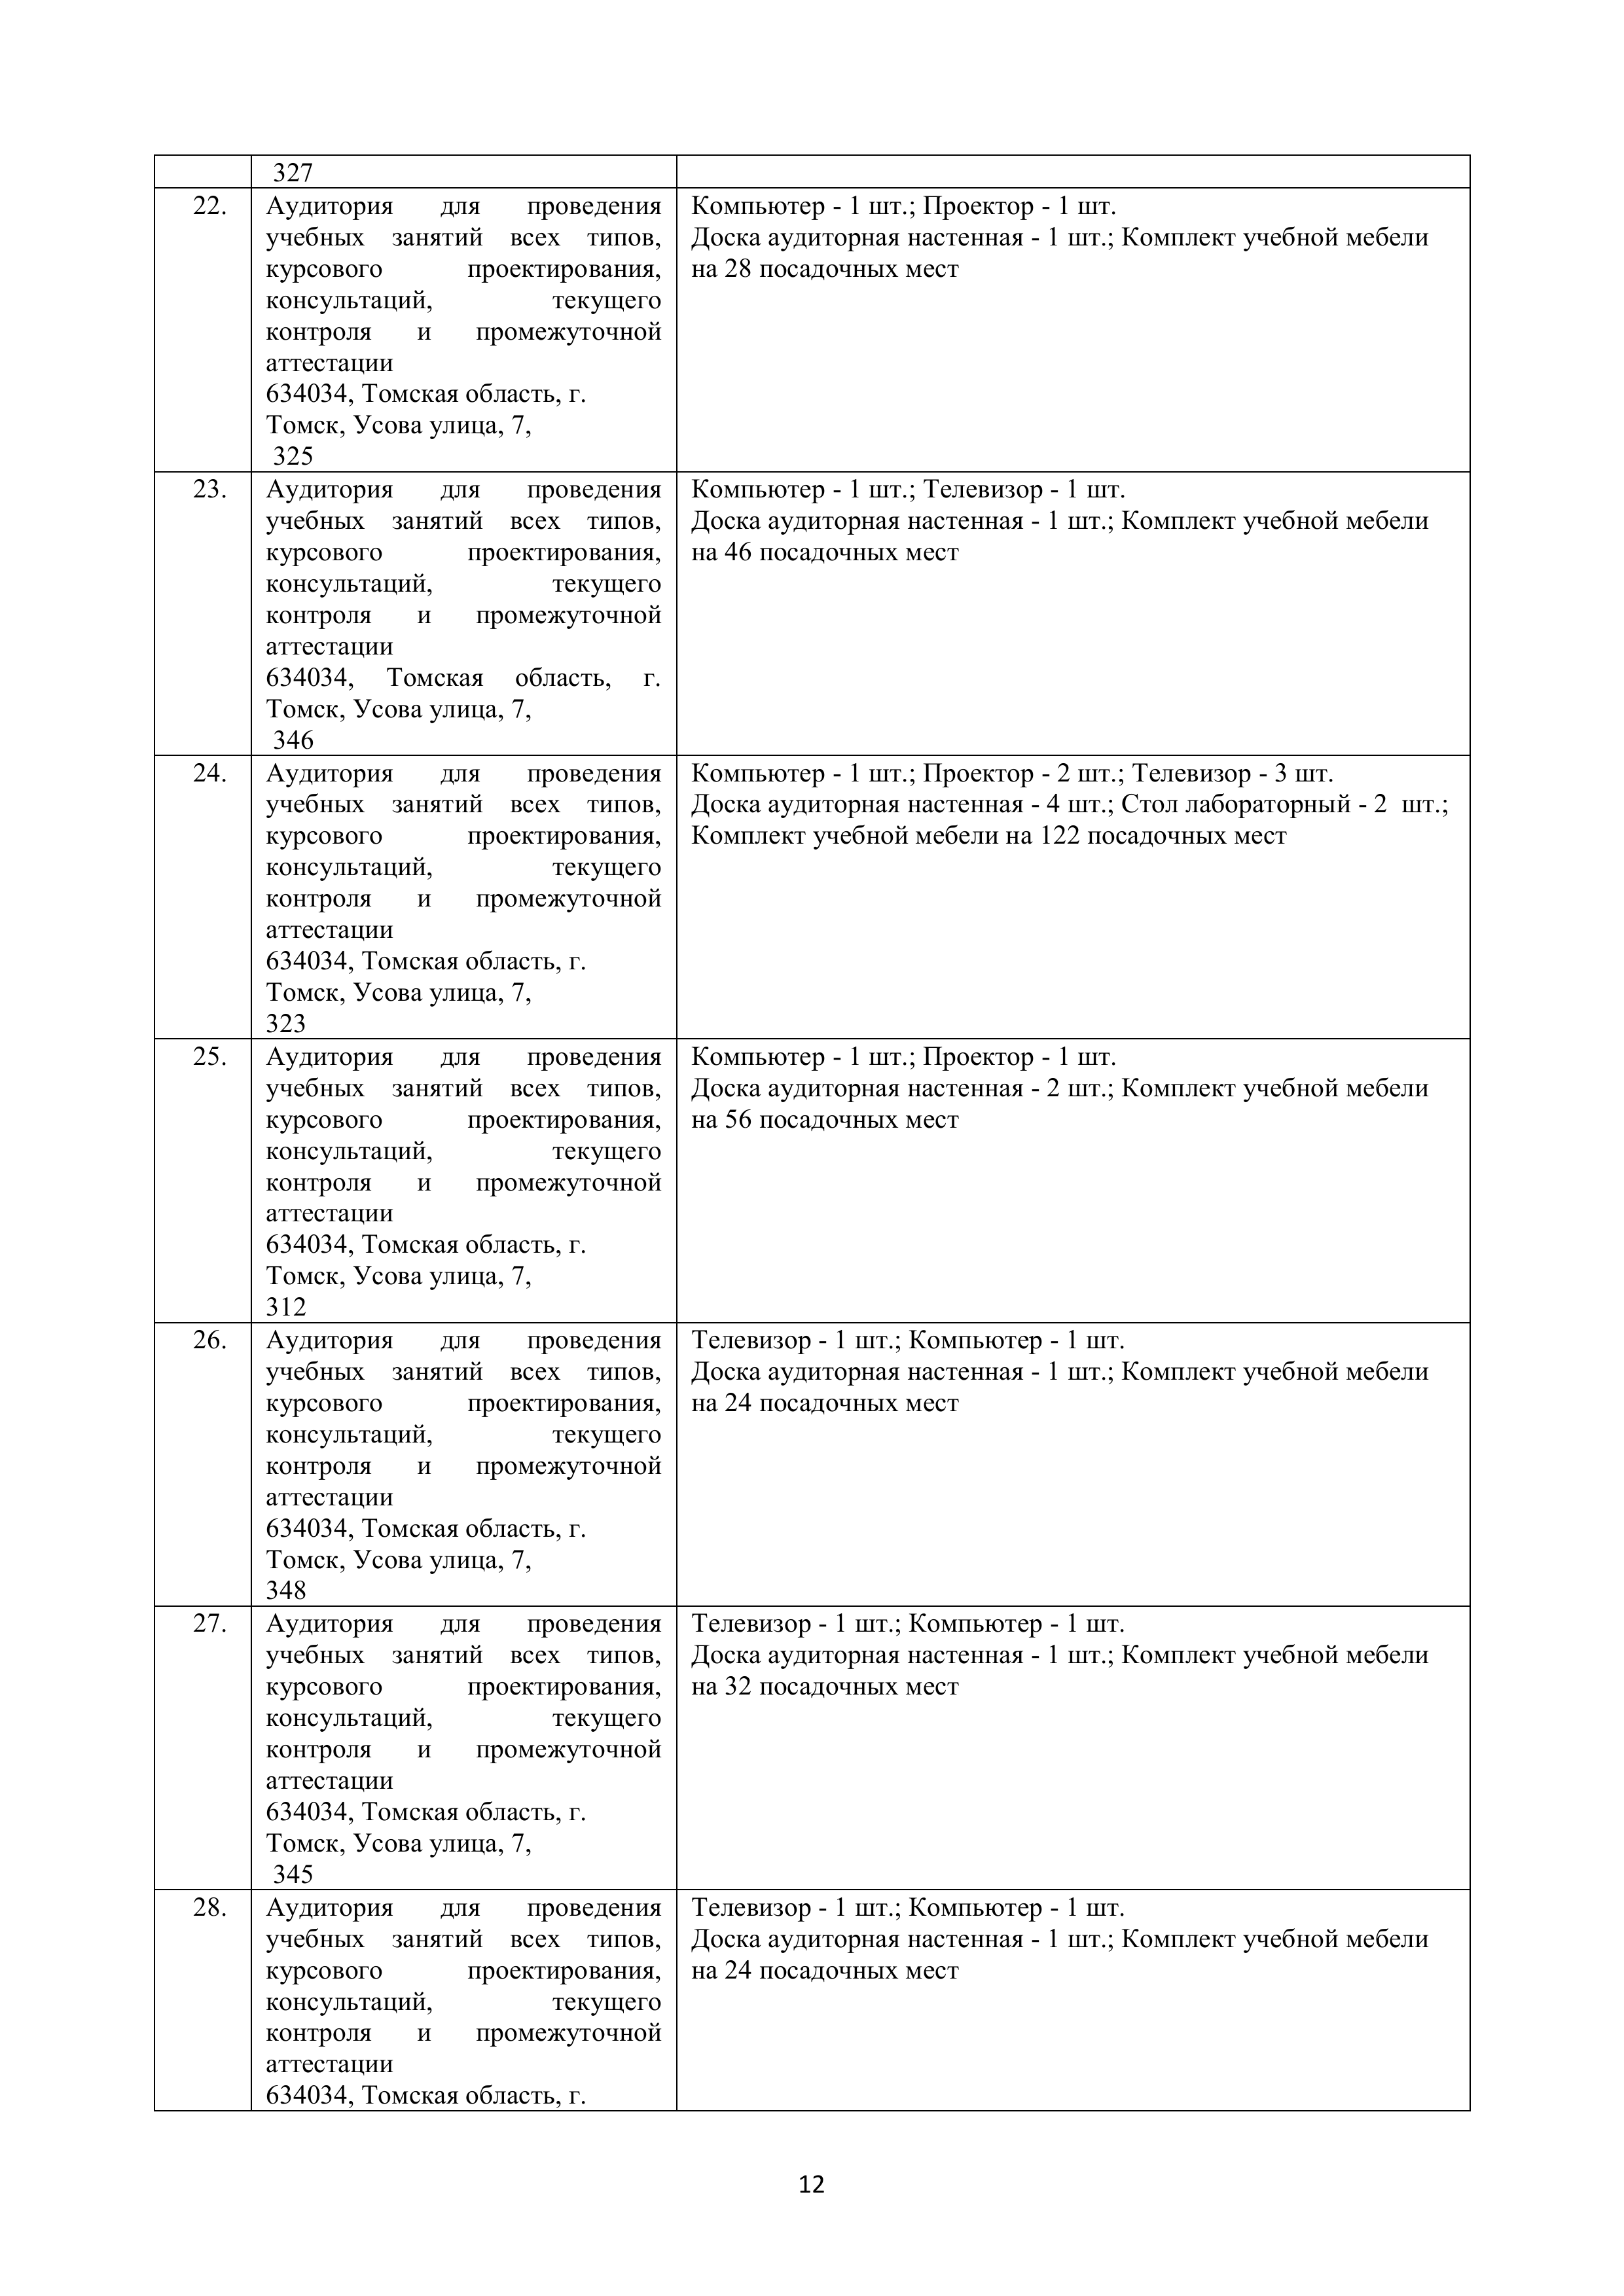 327
22.
Аудитория для проведения
учебных занятий всех типов,
курсового проектирования,
консультаций, текущего
контроля и промежуточной
аттестации
634034, Томская область, г.
Томск, Усова улица, 7,
325
Компьютер - 1 шт.; Проектор - 1 шт.
Доска аудиторная настенная - 1 шт.; Комплект учебной мебели
на 28 посадочных мест
23.
Аудитория для проведения
учебных занятий всех типов,
курсового проектирования,
консультаций, текущего
контроля и промежуточной
аттестации
634034, Томская область, г.
Томск, Усова улица, 7,
346
Компьютер - 1 шт.; Телевизор - 1 шт.
Доска аудиторная настенная - 1 шт.; Комплект учебной мебели
на 46 посадочных мест
24.
Аудитория для проведения
учебных занятий всех типов,
курсового проектирования,
консультаций, текущего
контроля и промежуточной
аттестации
634034, Томская область, г.
Томск, Усова улица, 7,
323
Компьютер - 1 шт.; Проектор - 2 шт.; Телевизор - 3 шт.
Доска аудиторная настенная - 4 шт.; Стол лабораторный - 2 шт.;
Комплект учебной мебели на 122 посадочных мест
25.
Аудитория для проведения
учебных занятий всех типов,
курсового проектирования,
консультаций, текущего
контроля и промежуточной
аттестации
634034, Томская область, г.
Томск, Усова улица, 7,
312
Компьютер - 1 шт.; Проектор - 1 шт.
Доска аудиторная настенная - 2 шт.; Комплект учебной мебели
на 56 посадочных мест
26.
Аудитория для проведения
учебных занятий всех типов,
курсового проектирования,
консультаций, текущего
контроля и промежуточной
аттестации
634034, Томская область, г.
Томск, Усова улица, 7,
348
Телевизор - 1 шт.; Компьютер - 1 шт.
Доска аудиторная настенная - 1 шт.; Комплект учебной мебели
на 24 посадочных мест
27.
Аудитория для проведения
учебных занятий всех типов,
курсового проектирования,
консультаций, текущего
контроля и промежуточной
аттестации
634034, Томская область, г.
Томск, Усова улица, 7,
345
Телевизор - 1 шт.; Компьютер - 1 шт.
Доска аудиторная настенная - 1 шт.; Комплект учебной мебели
на 32 посадочных мест
28.
Аудитория для проведения
учебных занятий всех типов,
курсового проектирования,
консультаций, текущего
контроля и промежуточной
аттестации
634034, Томская область, г.
Телевизор - 1 шт.; Компьютер - 1 шт.
Доска аудиторная настенная - 1 шт.; Комплект учебной мебели
на 24 посадочных мест
12